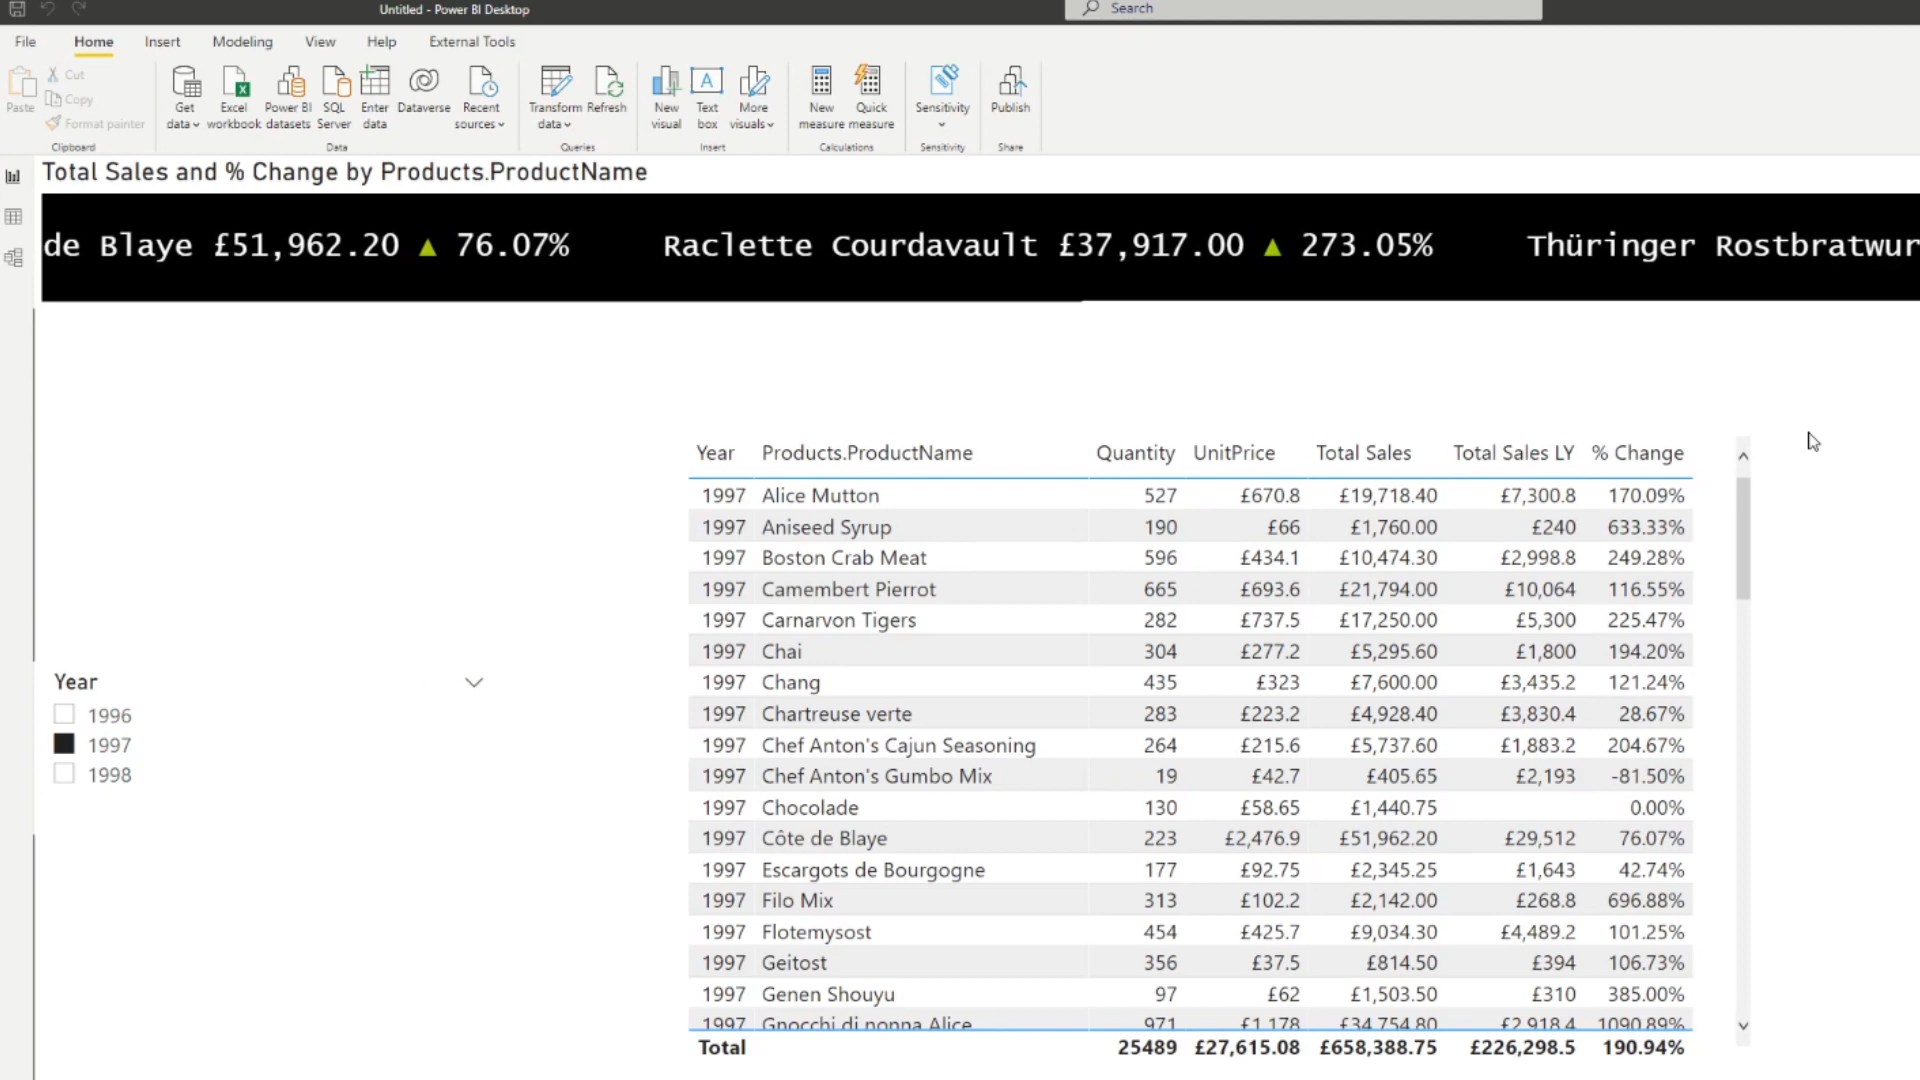 Untitled - Power BI Desktop
Search
File Home Insert Modeling View Help External Tools
Paste
Cut
Copy
Format painter
Clipboard
Get data
Excel workbook
Power BI datasets
SQL Server
Enter data
Dataverse
Recent sources
Data
Transform data
Refresh
Queries
New visual
Text box
More visuals
Insert
New measure
Quick measure
Calculations
Sensitivity
Sensitivity
Publish
Share
Total Sales and % Change by Products.ProductName
de Blaye £51,962.20 ▲ 76.07% Raclette Courdavault £37,917.00 ▲ 273.05% Thüringer Rostbratwur
Year
1996
1997
1998
Year Products.ProductName Quantity UnitPrice Total Sales Total Sales LY % Change
1997 Alice Mutton 527 £670.8 £19,718.40 £7,300.8 170.09%
1997 Aniseed Syrup 190 £66 £1,760.00 £240 633.33%
1997 Boston Crab Meat 596 £434.1 £10,474.30 £2,998.8 249.28%
1997 Camembert Pierrot 665 £693.6 £21,794.00 £10,064 116.55%
1997 Carnarvon Tigers 282 £737.5 £17,250.00 £5,300 225.47%
1997 Chai 304 £277.2 £5,295.60 £1,800 194.20%
1997 Chang 435 £323 £7,600.00 £3,435.2 121.24%
1997 Chartreuse verte 283 £223.2 £4,928.40 £3,830.4 28.67%
1997 Chef Anton's Cajun Seasoning 264 £215.6 £5,737.60 £1,883.2 204.67%
1997 Chef Anton's Gumbo Mix 19 £42.7 £405.65 £2,193 -81.50%
1997 Chocolade 130 £58.65 £1,440.75 0.00%
1997 Côte de Blaye 223 £2,476.9 £51,962.20 £29,512 76.07%
1997 Escargots de Bourgogne 177 £92.75 £2,345.25 £1,643 42.74%
1997 Filo Mix 313 £102.2 £2,142.00 £268.8 696.88%
1997 Flotemysost 454 £425.7 £9,034.30 £4,489.2 101.25%
1997 Geitost 356 £37.5 £814.50 £394 106.73%
1997 Genen Shouyu 97 £62 £1,503.50 £310 385.00%
1997 Gnocchi di nonna Alice 971 £1,178 £34,754.80 £2,918.4 1090.89%
Total 25489 £27,615.08 £658,388.75 £226,298.5 190.94%